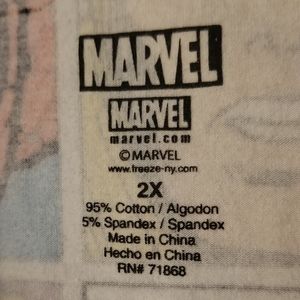 MARVEL
MARVEL
marvel.com
© MARVEL
www.freeze-ny.com
2X
95% Cotton / Algodon
5% Spandex / Spandex
Made in China
Hecho en China
RN# 71868